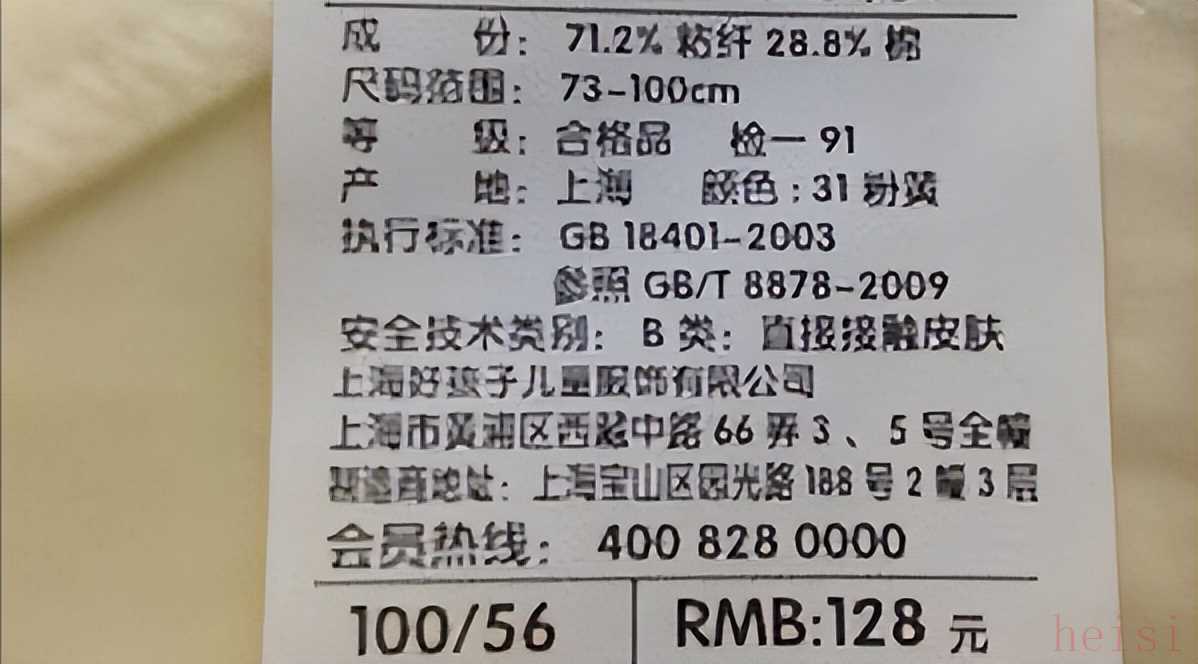 成 份: 71.2% 粘纤 28.8% 棉
尺码范围: 73-100cm
等 级: 合格品 检一 91
产 地: 上海 颜色:31 粉黄
执行标准: GB 18401-2003
参照 GB/T 8878-2009
安全技术类别: B 类: 直接接触皮肤
上海好孩子儿童服饰有限公司
上海市黄浦区西藏中路 66 弄 3、5 号全幢
制造商地址: 上海宝山区园光路 188 号 2 幢 3 层
会员热线: 400 828 0000
100/56
RMB:128 元
heisi